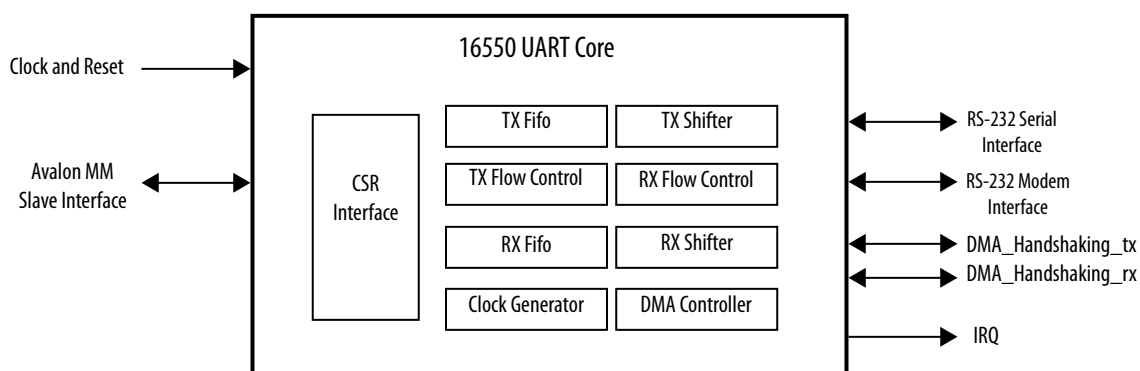 16550 UART Core
Clock and Reset
Avalon MM
Slave Interface
CSR
Interface
TX Fifo
TX Shifter
TX Flow Control
RX Flow Control
RX Fifo
RX Shifter
Clock Generator
DMA Controller
RS-232 Serial
Interface
RS-232 Modem
Interface
DMA_Handshaking_tx
DMA_Handshaking_rx
IRQ